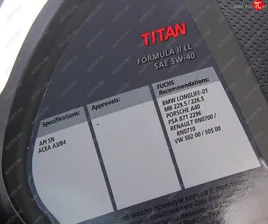 TITAN
FORMULA II LL
SAE 5W-40
Specifications:
API SN
ACEA A3/B4
Approvals:
-
FUCHS
Recommendations:
BMW LONGLIFE-01
MB 229.5 / 226.5
PORSCHE A40
PSA B71 2296
RENAULT RN0700 /
RN0710
VW 502 00 / 505 00